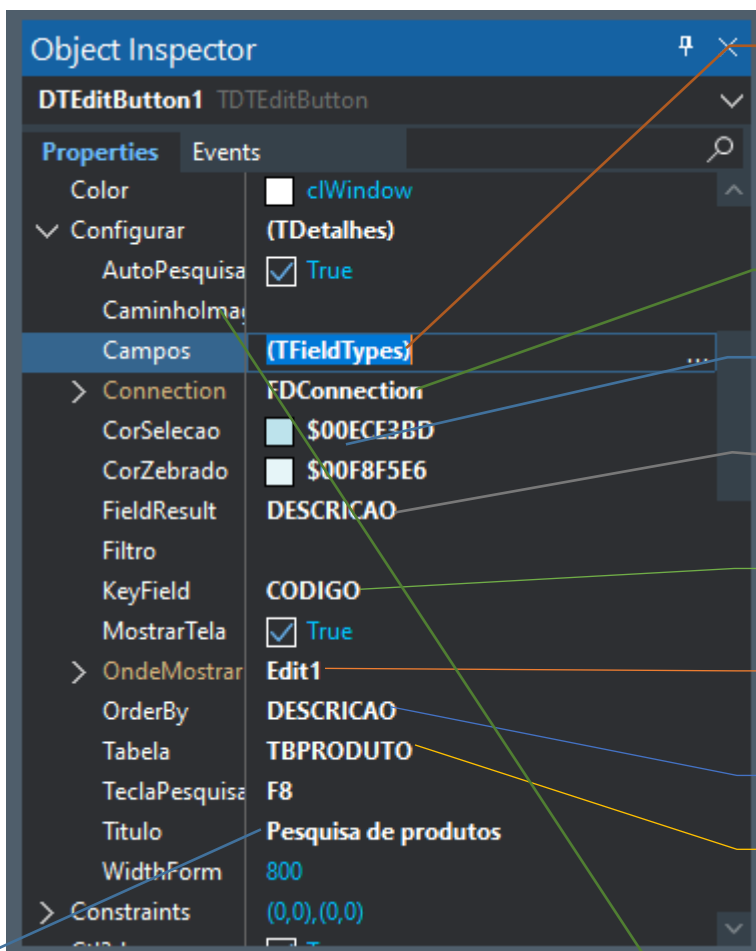 Object Inspector
DTEditButton1 TDTEditButton
Properties Events
Color clWindow
Configurar (TDetalhes)
AutoPesquisa True
CaminhoImag
Campos (TFieldTypes) ...
Connection FDConnection
CorSelecao $00ECE3BD
CorZebrado $00F8F5E6
FieldResult DESCRICAO
Filtro
KeyField CODIGO
MostrarTela True
OndeMostrar Edit1
OrderBy DESCRICAO
Tabela TBPRODUTO
TeclaPesquisa F8
Titulo Pesquisa de produtos
WidthForm 800
Constraints (0,0),(0,0)